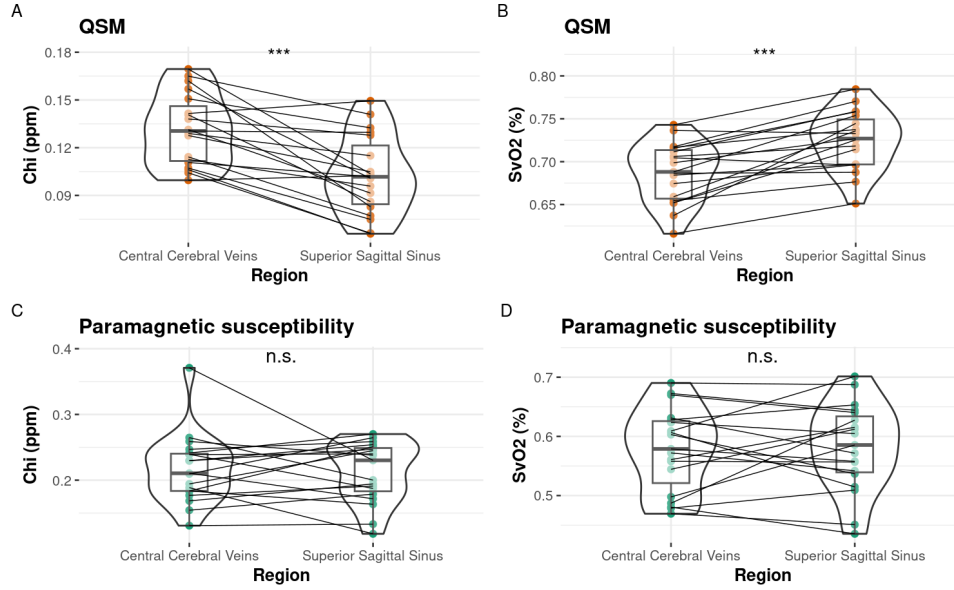 A
QSM
***
0.18
0.15
0.12
0.09
Chi (ppm)
Central Cerebral Veins
Superior Sagittal Sinus
Region
B
QSM
***
0.80
0.75
0.70
0.65
SvO2 (%)
Central Cerebral Veins
Superior Sagittal Sinus
Region
C
Paramagnetic susceptibility
n.s.
0.4
0.3
0.2
Chi (ppm)
Central Cerebral Veins
Superior Sagittal Sinus
Region
D
Paramagnetic susceptibility
n.s.
0.7
0.6
0.5
SvO2 (%)
Central Cerebral Veins
Superior Sagittal Sinus
Region